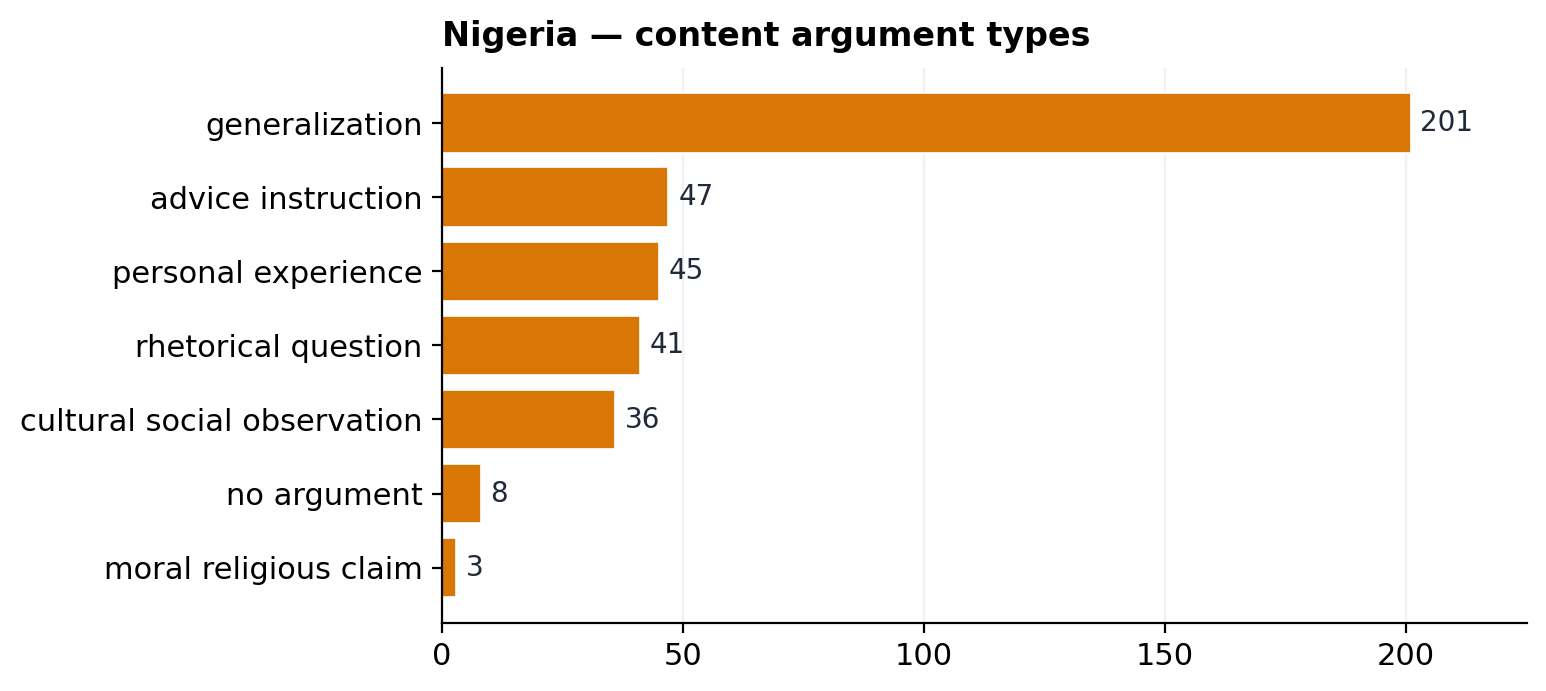 Nigeria — content argument types
generalization 201
advice instruction 47
personal experience 45
rhetorical question 41
cultural social observation 36
no argument 8
moral religious claim 3
0 50 100 150 200